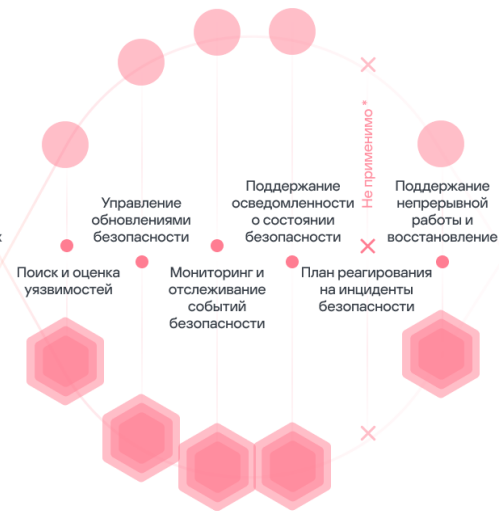 Не применимо *
Поддержание
осведомленности
о состоянии
безопасности
Поддержание
непрерывной
работы и
восстановление
Управление
обновлениями
безопасности
х
Поиск и оценка
уязвимостей
Мониторинг и
отслеживание
событий
безопасности
План реагирования
на инциденты
безопасности